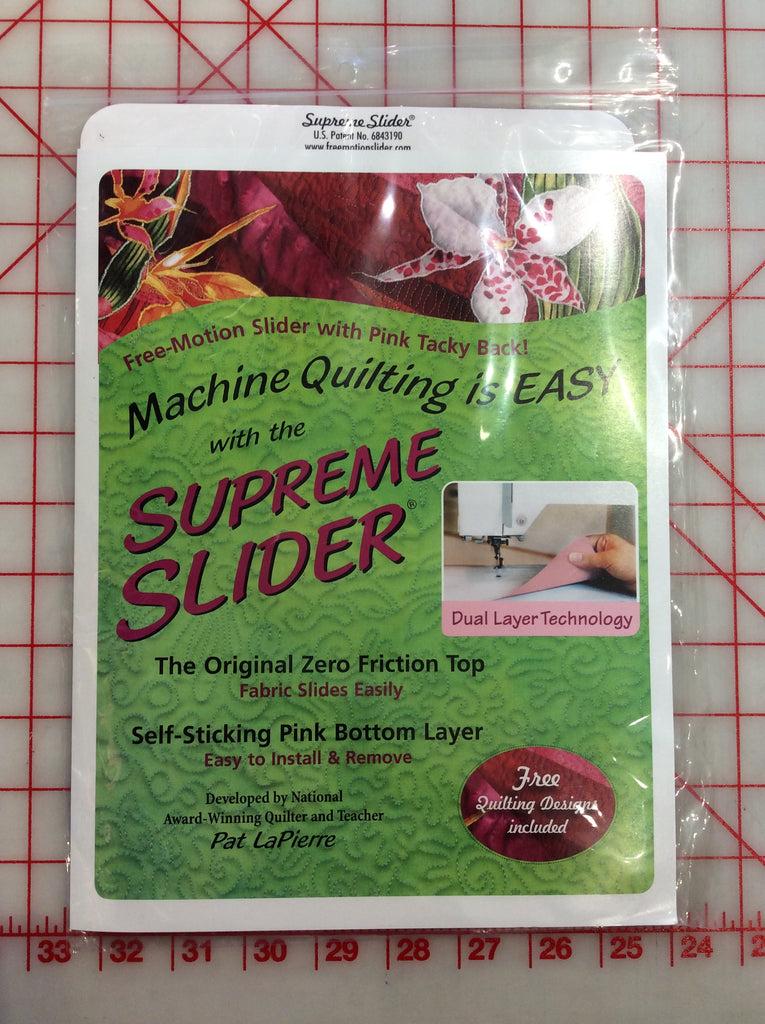 Supreme Slider®
U.S. Patent No. 6843190
www.freemotionslider.com
Free-Motion Slider with Pink Tacky Back!
Machine Quilting is EASY
with the
SUPREME
SLIDER®
Dual Layer Technology
The Original Zero Friction Top
Fabric Slides Easily
Self-Sticking Pink Bottom Layer
Easy to Install & Remove
Developed by National
Award-Winning Quilter and Teacher
Pat LaPierre
Free
Quilting Designs
included
33 32 31 30 29 28 27 26 25 24 2